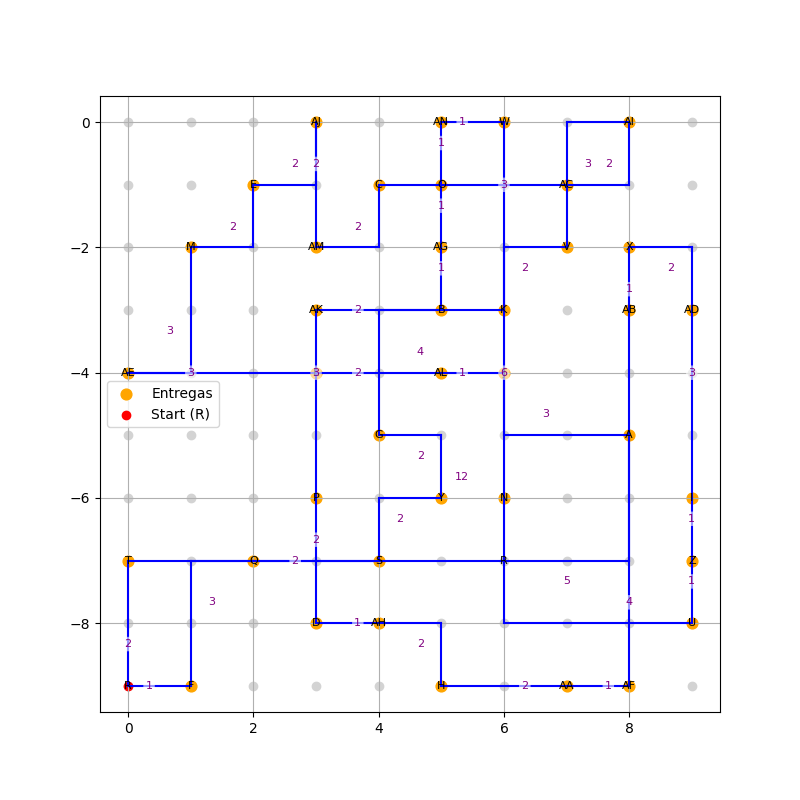 0 AJ AN 1 W AI
1
2 2 3 2
E C O 3 AC
1
2 2
−2 M AM AG V X
1 2 2
1
AK 2 B K AB AD
3
4
−4 AE 3 3 2 AL 1 6 3
Entregas
Start (R) 3
G A
2
12
−6 P Y N
2 1
2
T Q 2 S R Z
5 1
3 4
−8 D 1 AH U
2 2
1 F H 2 AA 1 AF
0 2 4 6 8